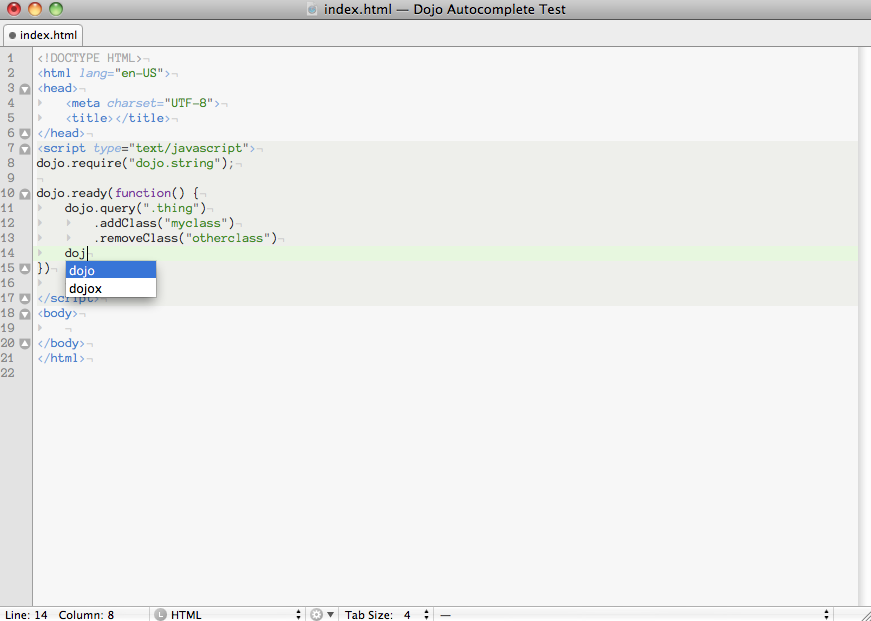 index.html — Dojo Autocomplete Test
index.html
1 <!DOCTYPE HTML>
2 <html lang="en-US">
3 <head>
4 <meta charset="UTF-8">
5 <title></title>
6 </head>
7 <script type="text/javascript">
8 dojo.require("dojo.string");
9
10 dojo.ready(function() {
11 dojo.query(".thing")
12 .addClass("myclass")
13 .removeClass("otherclass")
14 doj
15 })
dojo
16
dojox
17 </script>
18 <body>
19
20 </body>
21 </html>
22
Line: 14 Column: 8 L HTML Tab Size: 4 —